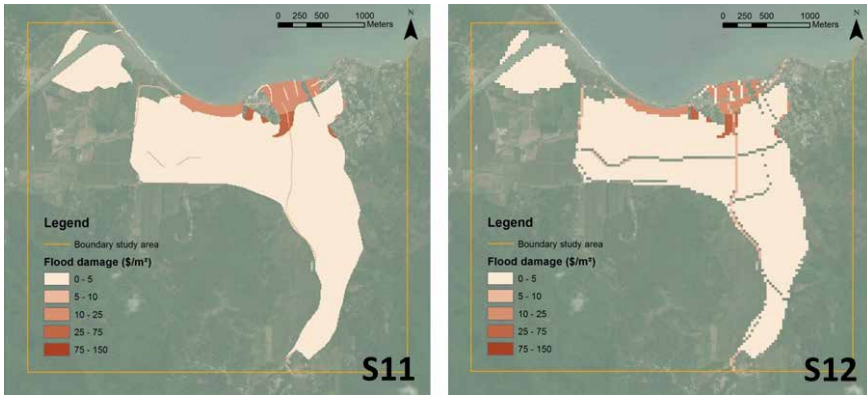 0 250 500 1000
Meters
N
Legend
Boundary study area
Flood damage ($/m²)
0 - 5
5 - 10
10 - 25
25 - 75
75 - 150
S11
0 250 500 1000
Meters
N
Legend
Boundary study area
Flood damage ($/m²)
0 - 5
5 - 10
10 - 25
25 - 75
75 - 150
S12